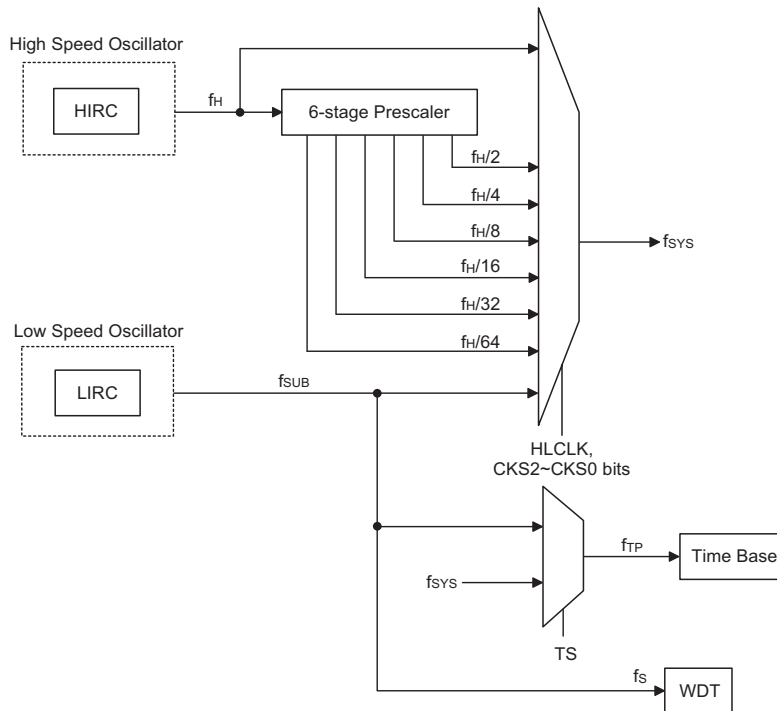 High Speed Oscillator
HIRC
fH
6-stage Prescaler
fH/2
fH/4
fH/8
fH/16
fH/32
fH/64
fSYS
Low Speed Oscillator
LIRC
fSUB
HLCLK,
CKS2~CKS0 bits
fSYS
fTP
Time Base
TS
fS
WDT